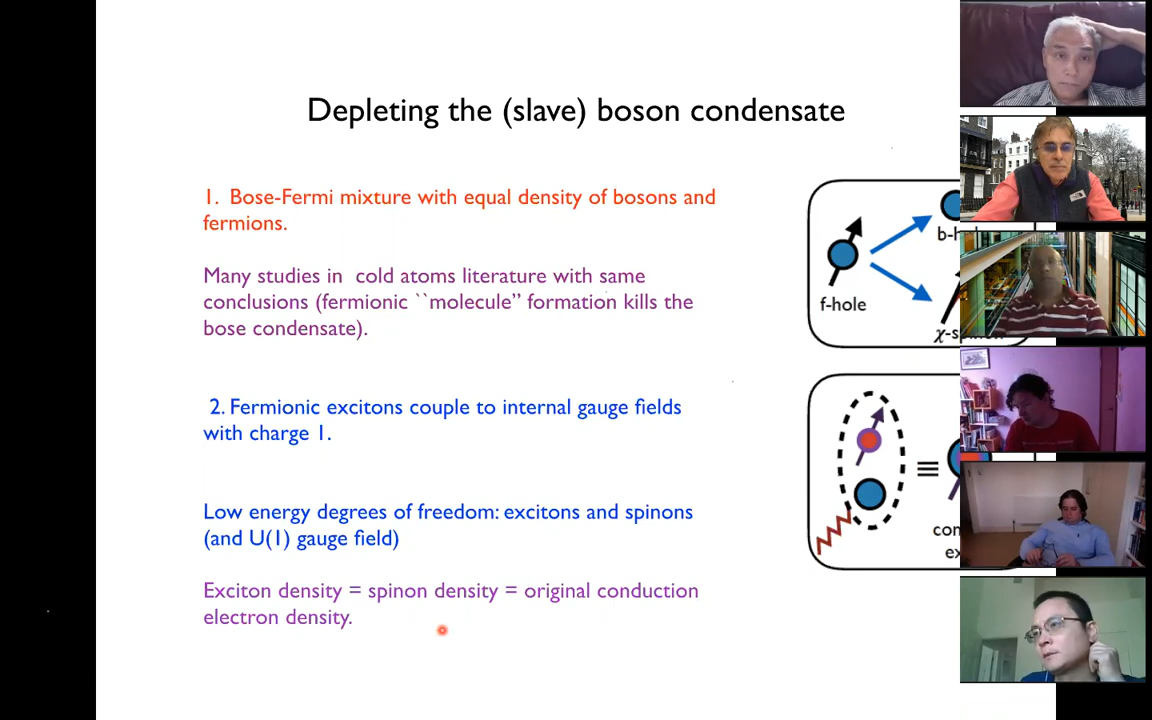 Depleting the (slave) boson condensate
1. Bose-Fermi mixture with equal density of bosons and
fermions.
Many studies in cold atoms literature with same
conclusions (fermionic ``molecule” formation kills the
bose condensate).
2. Fermionic excitons couple to internal gauge fields
with charge 1.
Low energy degrees of freedom: excitons and spinons
(and U(1) gauge field)
Exciton density = spinon density = original conduction
electron density.
f-hole
≡